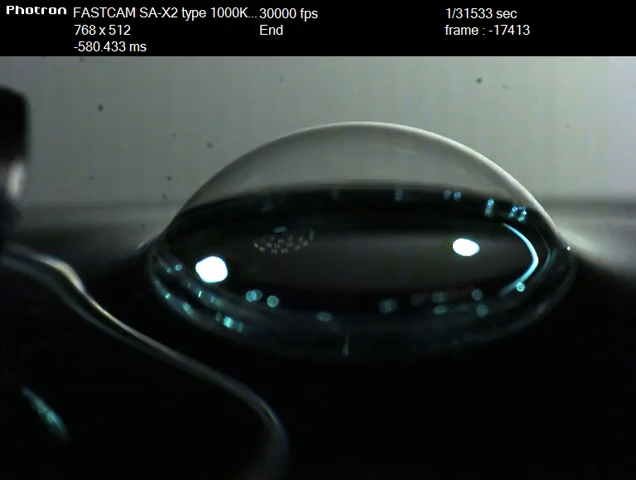 Photron FASTCAM SA-X2 type 1000K... 30000 fps 1/31533 sec
768 x 512 End frame : -17413
-580.433 ms